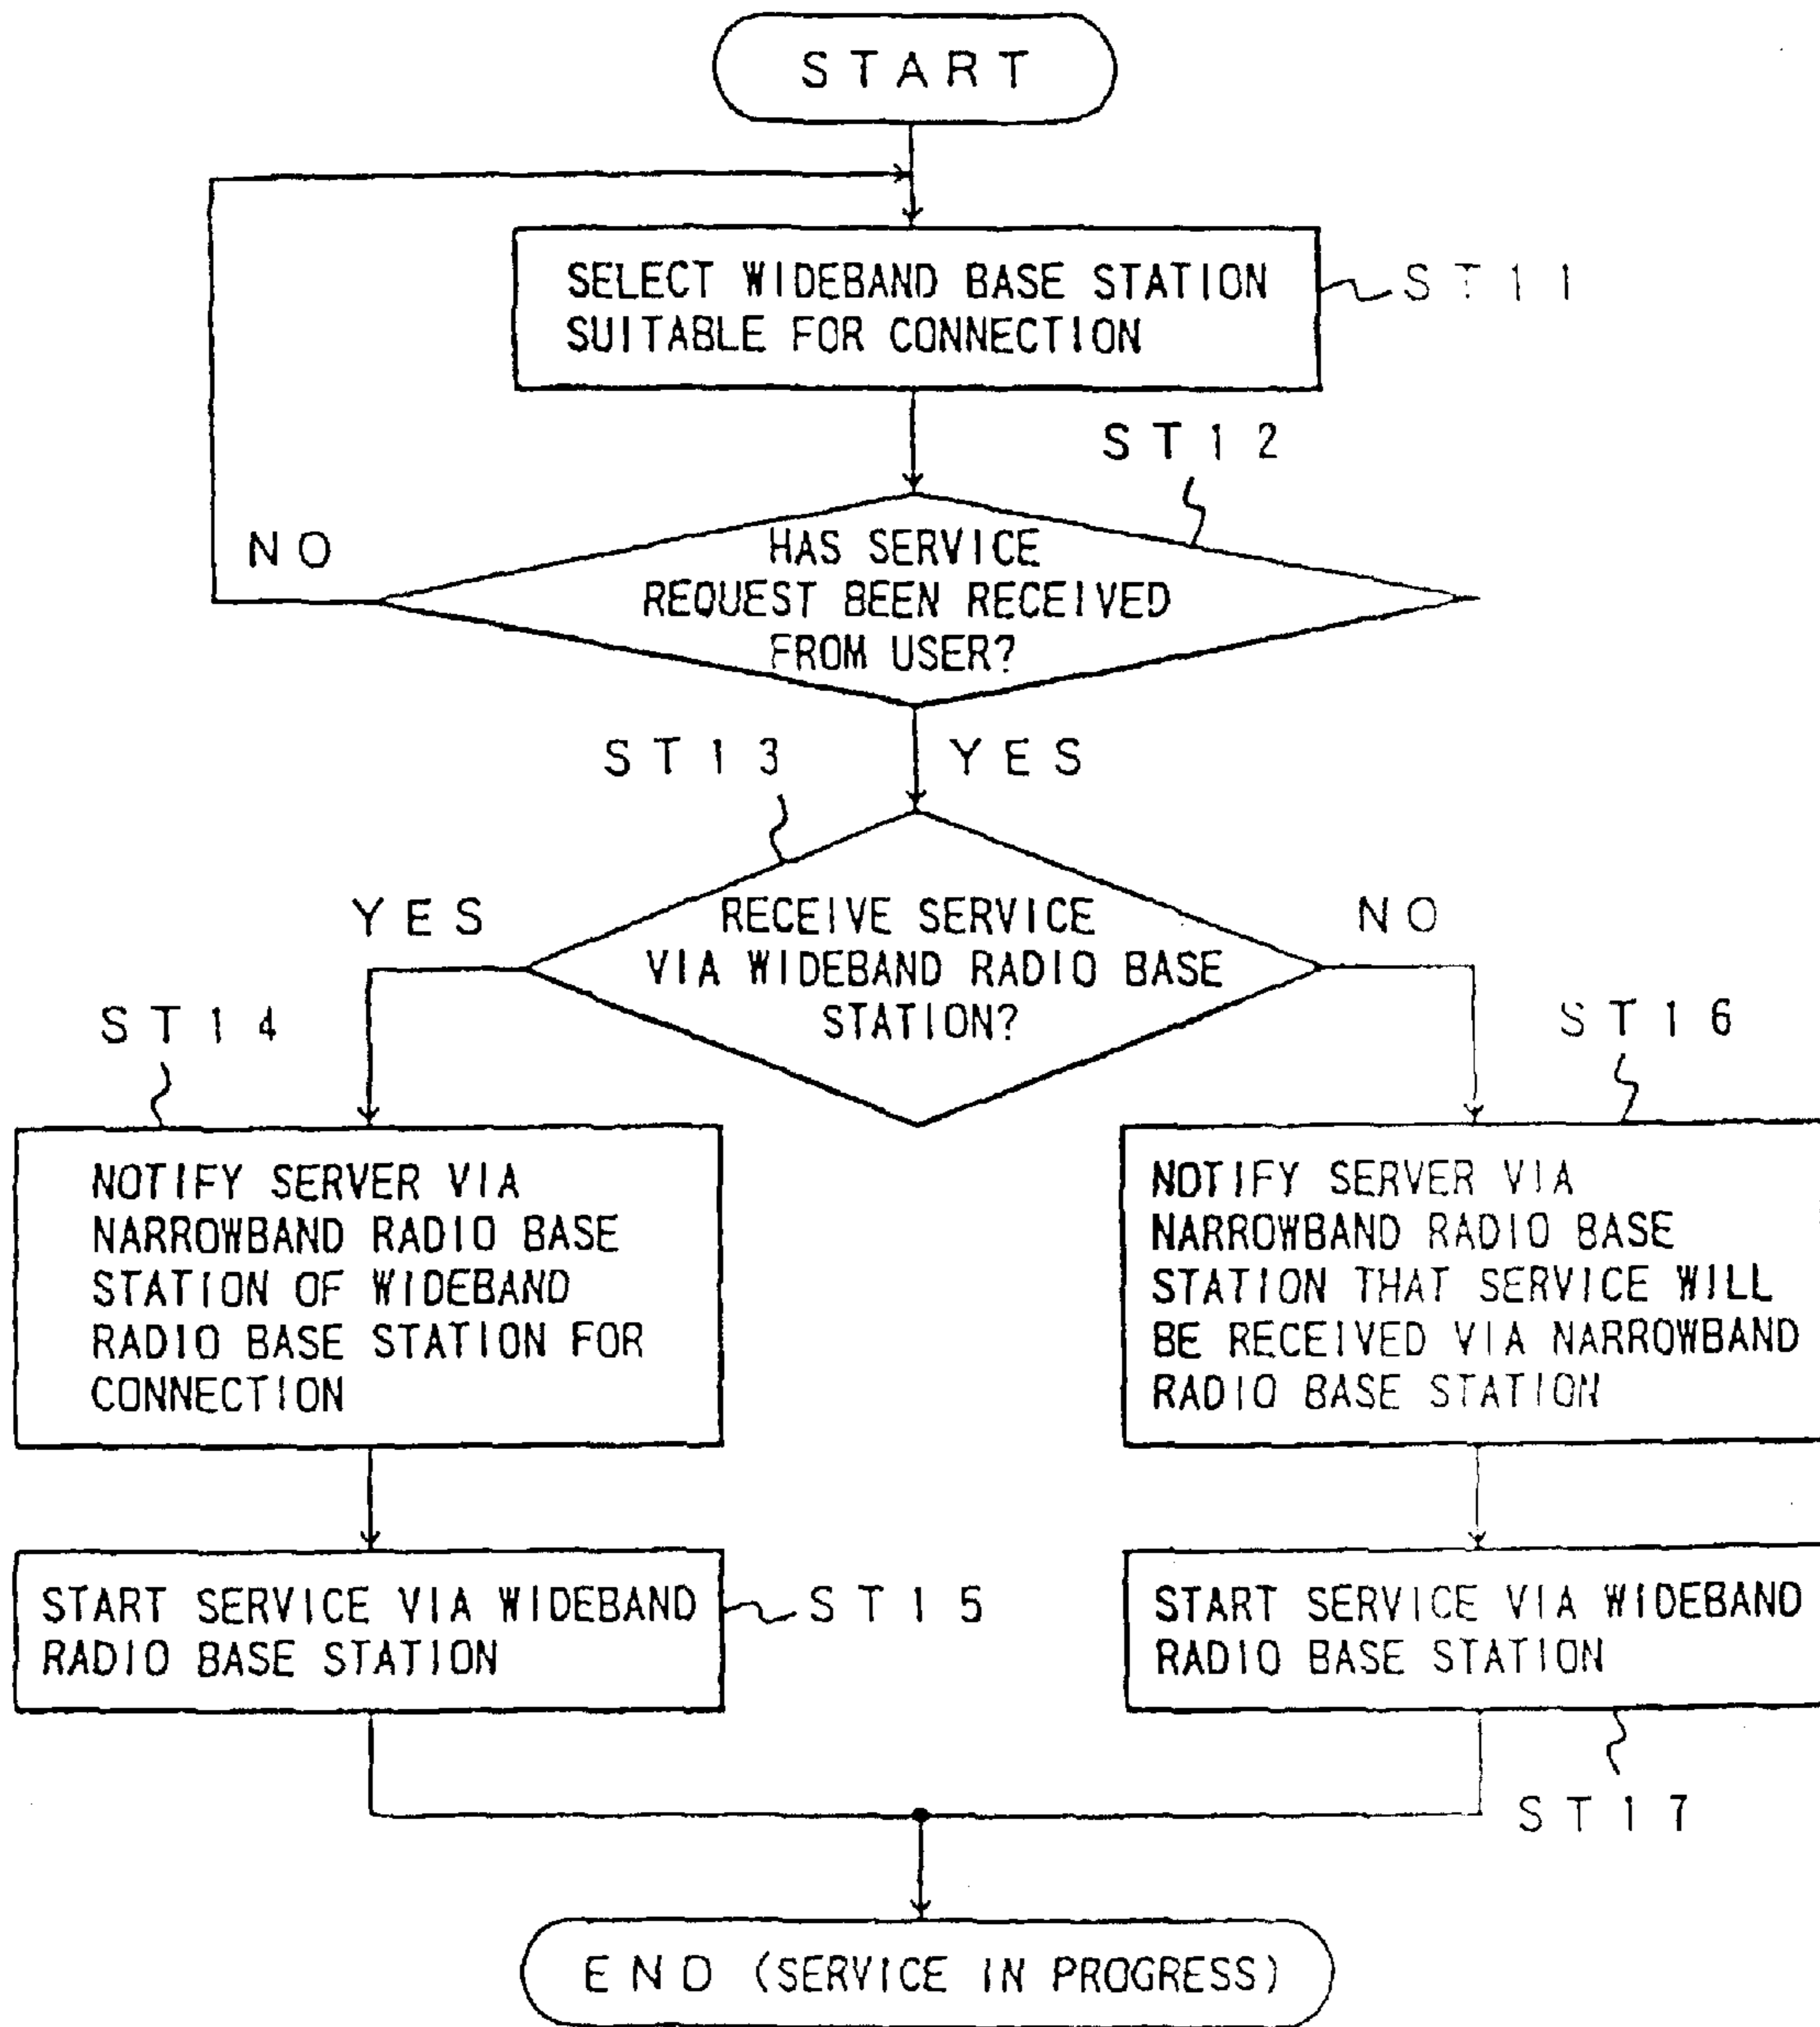 START
SELECT WIDEBAND BASE STATION
SUITABLE FOR CONNECTION
ST11
ST12
NO
HAS SERVICE
REQUEST BEEN RECEIVED
FROM USER?
ST13
YES
YES
RECEIVE SERVICE
VIA WIDEBAND RADIO BASE
STATION?
NO
ST14
ST16
NOTIFY SERVER VIA
NARROWBAND RADIO BASE
STATION OF WIDEBAND
RADIO BASE STATION FOR
CONNECTION
NOTIFY SERVER VIA
NARROWBAND RADIO BASE
STATION THAT SERVICE WILL
BE RECEIVED VIA NARROWBAND
RADIO BASE STATION
START SERVICE VIA WIDEBAND
RADIO BASE STATION
ST15
START SERVICE VIA WIDEBAND
RADIO BASE STATION
ST17
END (SERVICE IN PROGRESS)